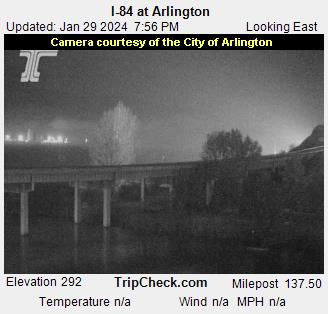 I-84 at Arlington
Updated: Jan 29 2024 7:56 PM Looking East
Camera courtesy of the City of Arlington
Elevation 292 TripCheck.com Milepost 137.50
Temperature n/a Wind n/a MPH n/a